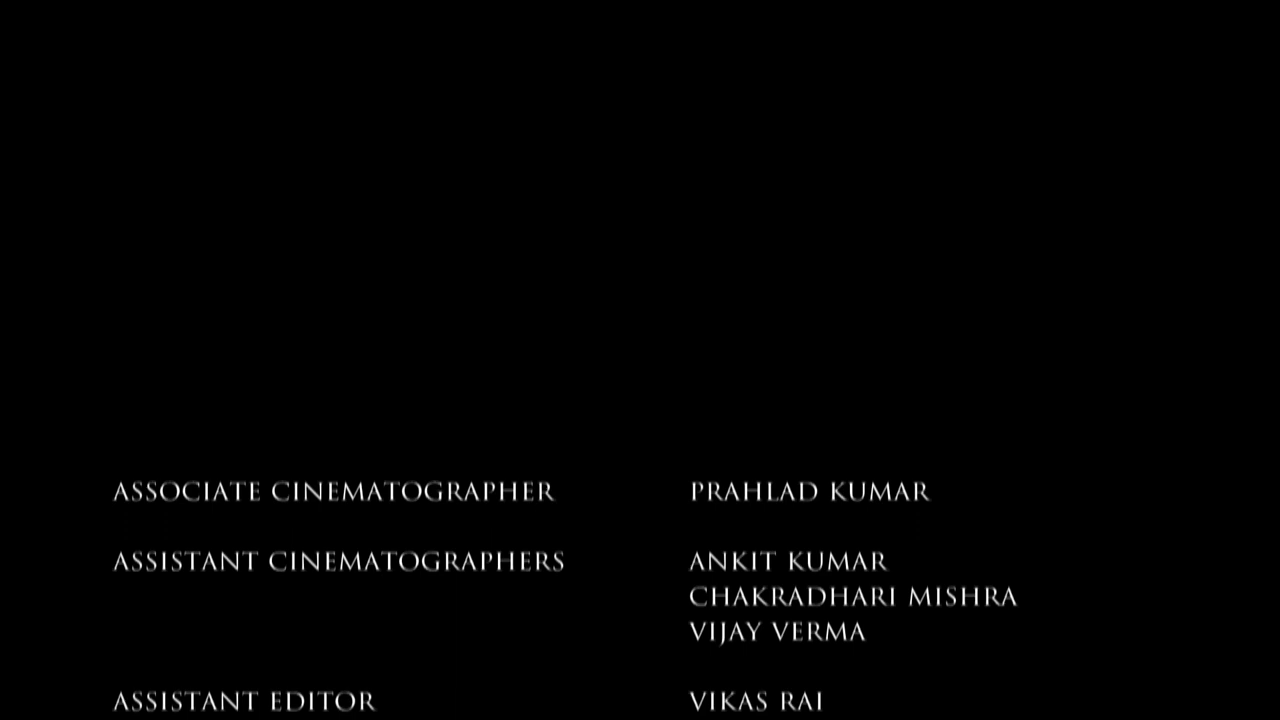 ASSOCIATE CINEMATOGRAPHER PRAHLAD KUMAR
ASSISTANT CINEMATOGRAPHERS ANKIT KUMAR
CHAKRADHARI MISHRA
VIJAY VERMA
ASSISTANT EDITOR VIKAS RAI